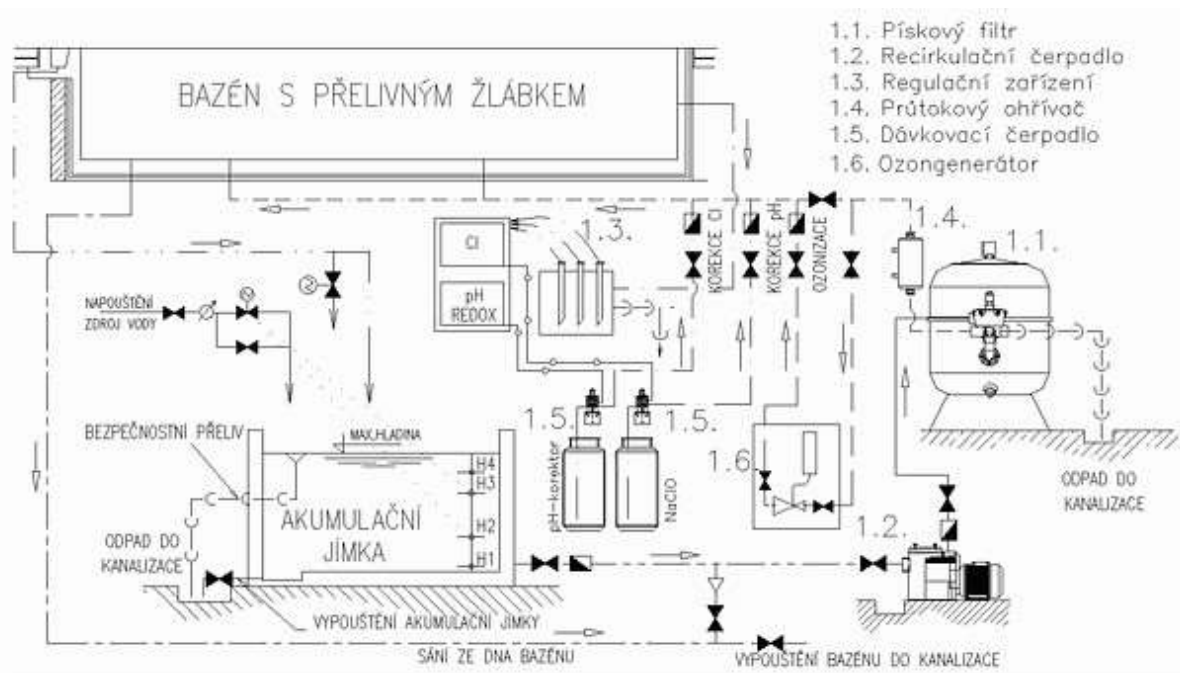 1.1. Pískový filtr
1.2. Recirkulační čerpadlo
1.3. Regulační zařízení
1.4. Průtokový ohřívač
1.5. Dávkovací čerpadlo
1.6. Ozongenerátor
BAZÉN S PŘELIVNÝM ŽLÁBKEM
1.3.
1.4.
1.1.
Cl
pH
REDOX
KOREKCE Cl
KOREKCE pH
OZONIZACE
NAPOUŠTĚNÍ
ZDROJ VODY
BEZPEČNOSTNÍ PŘELIV
MAX.HLADINA
H4
H3
H2
H1
AKUMULAČNÍ
JÍMKA
1.5.
1.5.
pH-korektor
NaClO
1.6.
1.2.
ODPAD DO
KANALIZACE
ODPAD DO
KANALIZACE
VYPOUŠTĚNÍ AKUMULAČNÍ JÍMKY
SÁNÍ ZE DNA BAZÉNU
VYPOUŠTĚNÍ BAZÉNU DO KANALIZACE